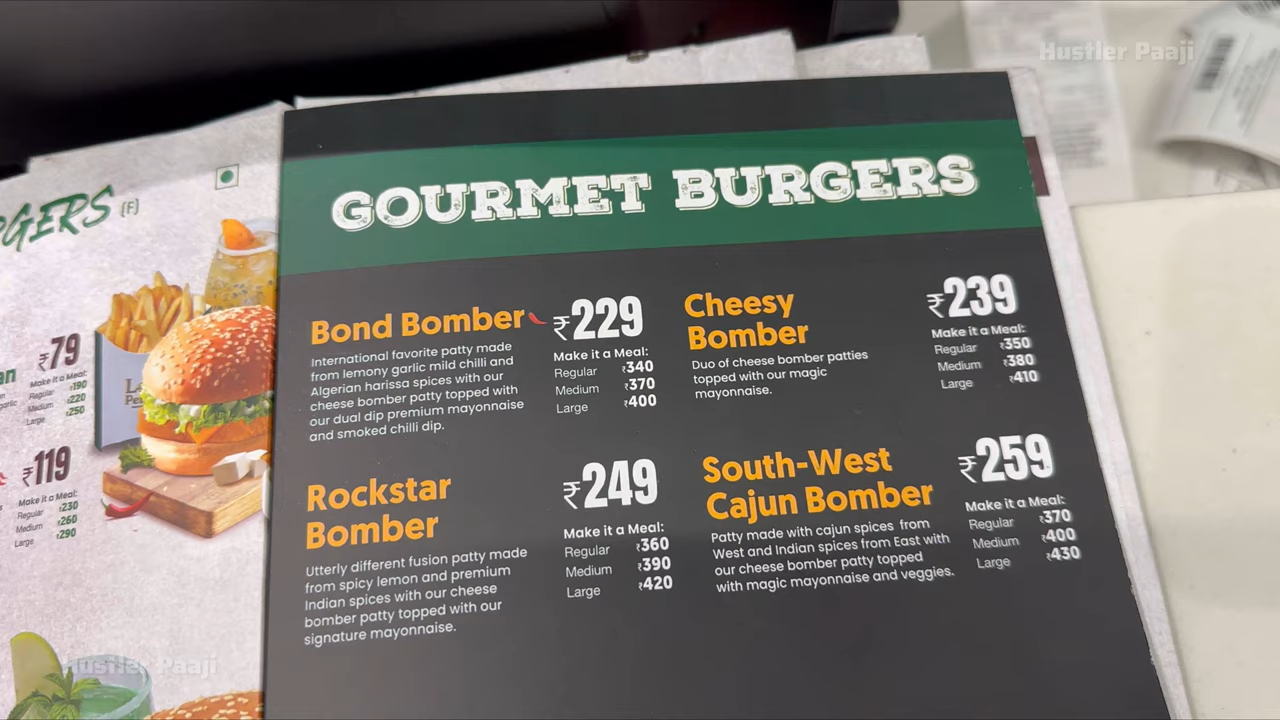 Hustler Paaji
GOURMET BURGERS
Bond Bomber
₹229
International favorite patty made
from lemony garlic mild chilli and
Algerian harissa spices with our
cheese bomber patty topped with
our dual dip premium mayonnaise
and smoked chilli dip.
Make it a Meal:
Regular ₹340
Medium ₹370
Large ₹400
Cheesy
Bomber
₹239
Duo of cheese bomber patties
topped with our magic
mayonnaise.
Make it a Meal:
Regular ₹350
Medium ₹380
Large ₹410
Rockstar
Bomber
₹249
Utterly different fusion patty made
from spicy lemon and premium
Indian spices with our cheese
bomber patty topped with our
signature mayonnaise.
Make it a Meal:
Regular ₹360
Medium ₹390
Large ₹420
South-West
Cajun Bomber
₹259
Patty made with cajun spices from
West and Indian spices from East with
our cheese bomber patty topped
with magic mayonnaise and veggies.
Make it a Meal:
Regular ₹370
Medium ₹400
Large ₹430
RGERS (F)
₹79
Make it a Meal:
Regular ₹190
Medium ₹220
Large ₹250
₹119
Make it a Meal:
Regular ₹230
Medium ₹260
Large ₹290
Hustler Paaji